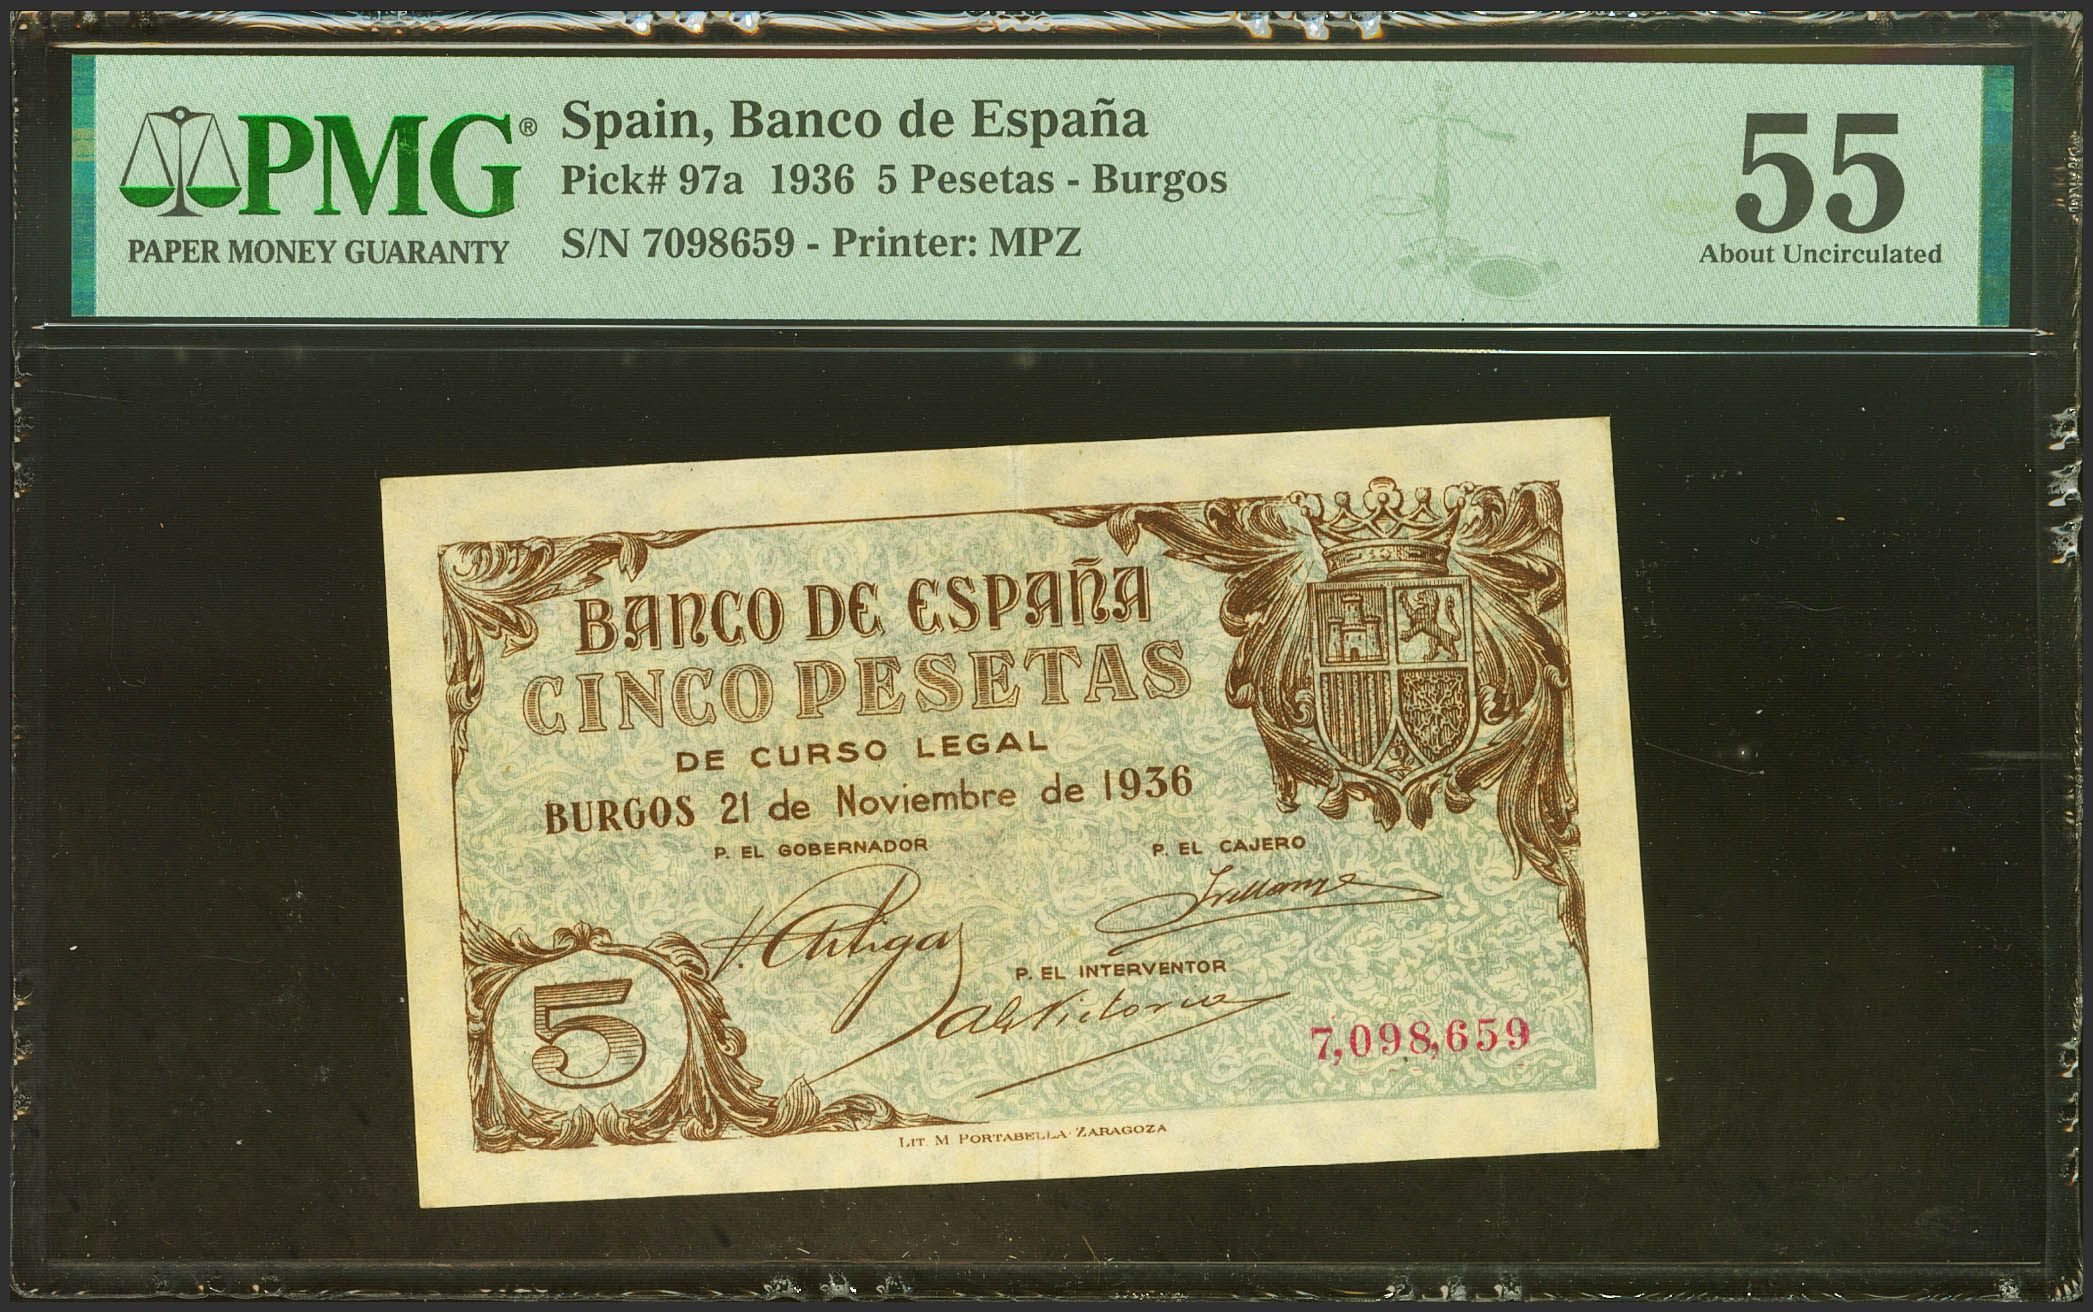 PMG®
PAPER MONEY GUARANTY
Spain, Banco de España
Pick# 97a 1936 5 Pesetas - Burgos
S/N 7098659 - Printer: MPZ
55
About Uncirculated
BANCO DE ESPAÑA
CINCO PESETAS
DE CURSO LEGAL
BURGOS 21 de Noviembre de 1936
P. EL GOBERNADOR
P. EL CAJERO
P. EL INTERVENTOR
7,098,659
5
LIT. M PORTABELLA ZARAGOZA